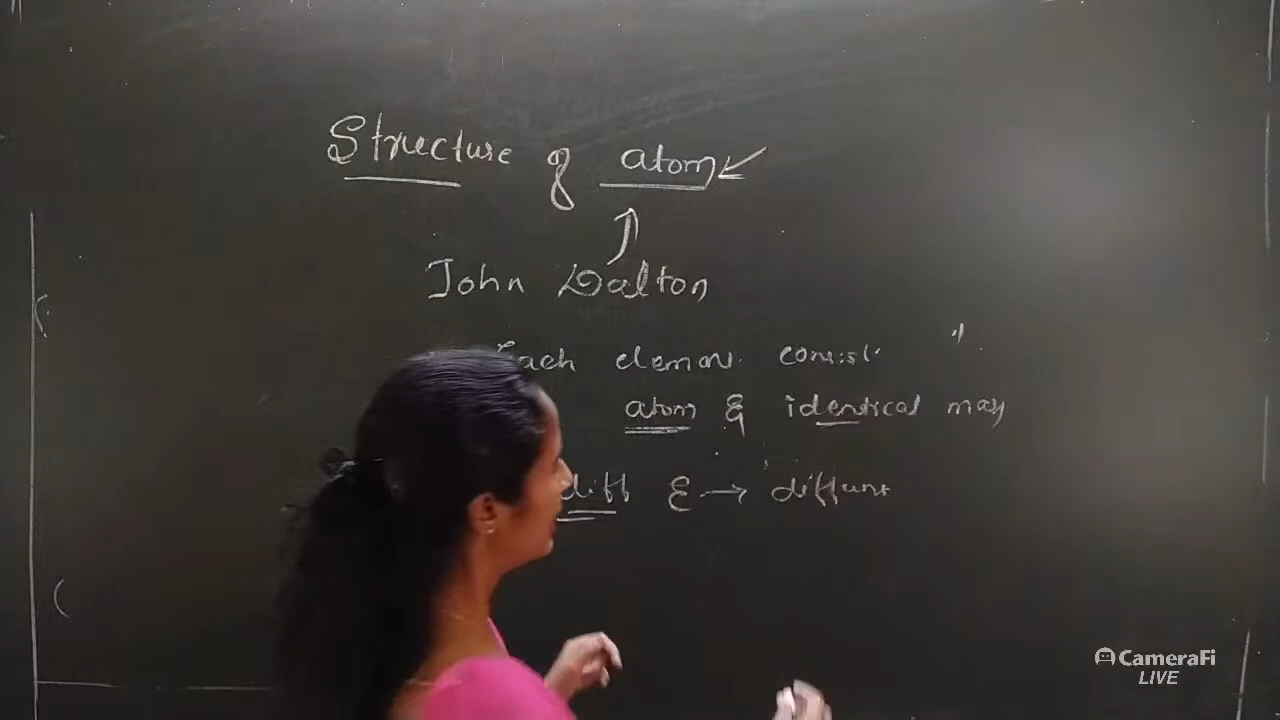 Structure of atom
John Dalton
Each element consist
atom & identical may
diff E → different
CameraFi
LIVE